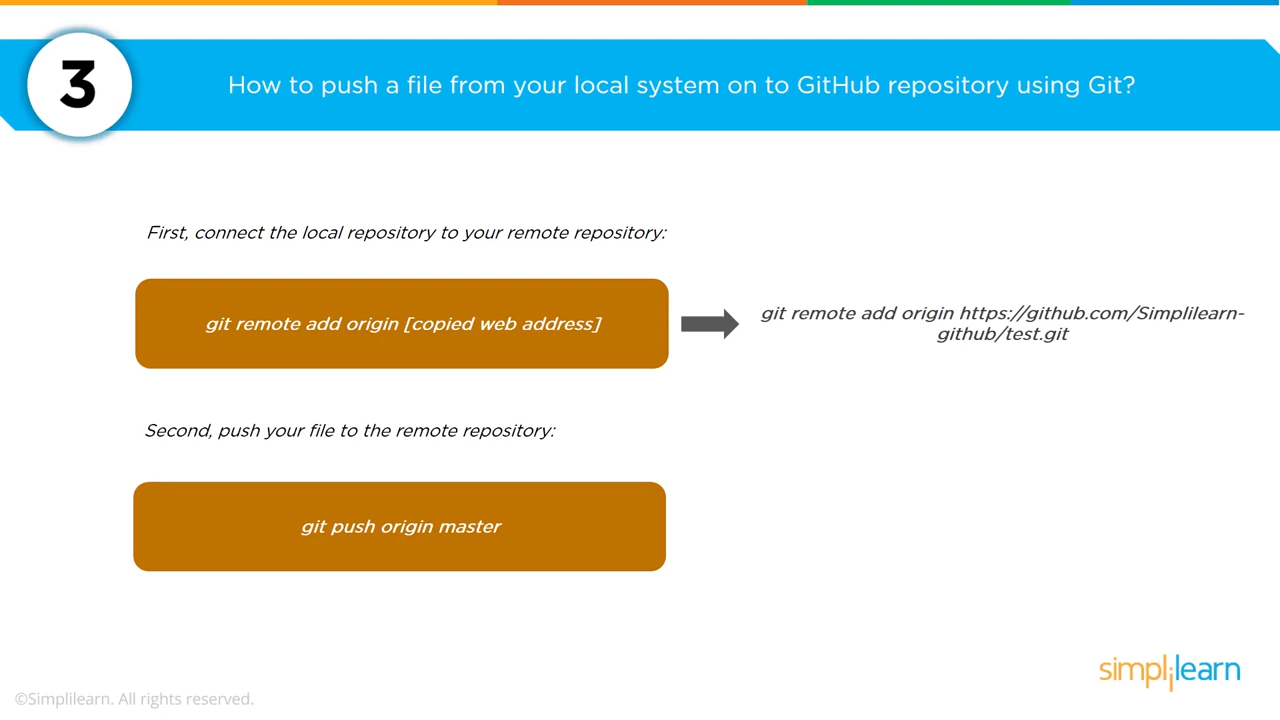 3
How to push a file from your local system on to GitHub repository using Git?
First, connect the local repository to your remote repository:
git remote add origin [copied web address]
git remote add origin https://github.com/Simplilearn-
github/test.git
Second, push your file to the remote repository:
git push origin master
simplilearn
©Simplilearn. All rights reserved.